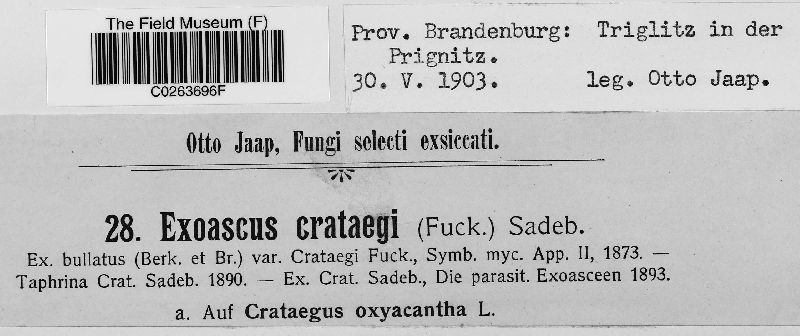 The Field Museum (F)
C0263696F
Prov. Brandenburg: Triglitz in der
Prignitz.
30. V. 1903. leg. Otto Jaap.
Otto Jaap, Fungi selecti exsiccati.
28. Exoascus crataegi (Fuck.) Sadeb.
Ex. bullatus (Berk. et Br.) var. Crataegi Fuck., Symb. myc. App. II, 1873. —
Taphrina Crat. Sadeb. 1890. — Ex. Crat. Sadeb., Die parasit. Exoasceen 1893.
a. Auf Crataegus oxyacantha L.